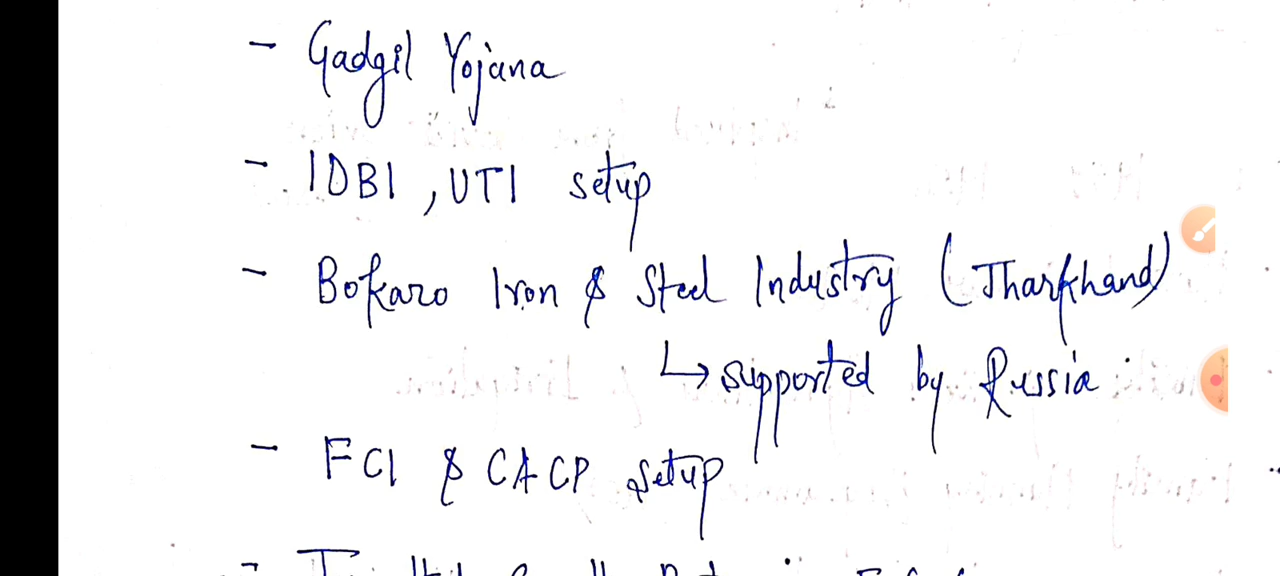 - Gadgil Yojana
- IDBI, UTI setup
- Bokaro Iron & Steel Industry (Jharkhand)
↳ supported by Russia
- FCI & CACP setup